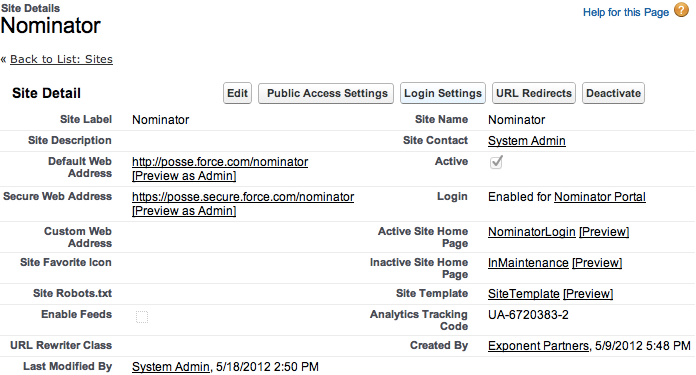 Site Details
Help for this Page ?
Nominator
« Back to List: Sites
Site Detail Edit Public Access Settings Login Settings URL Redirects Deactivate
Site Label Nominator Site Name Nominator
Site Description Site Contact System Admin
Default Web Address http://posse.force.com/nominator [Preview as Admin] Active
Secure Web Address https://posse.secure.force.com/nominator [Preview as Admin] Login Enabled for Nominator Portal
Custom Web Address Active Site Home Page NominatorLogin [Preview]
Site Favorite Icon Inactive Site Home Page InMaintenance [Preview]
Site Robots.txt Site Template SiteTemplate [Preview]
Enable Feeds Analytics Tracking Code UA-6720383-2
URL Rewriter Class Created By Exponent Partners, 5/9/2012 5:48 PM
Last Modified By System Admin, 5/18/2012 2:50 PM